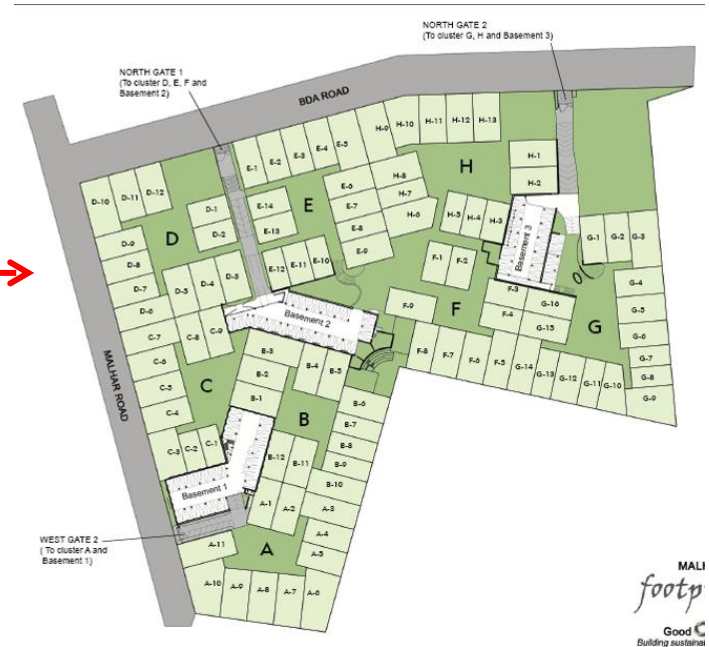 NORTH GATE 2
(To cluster G, H and Basement 3)
NORTH GATE 1
(To cluster D, E, F and
Basement 2)
BDA ROAD
H-9
H-10
H-11
H-12
H-13
E-1
E-2
E-3
E-4
E-5
H-1
H-2
H
H-8
H-7
H-6
H-5
H-4
H-3
D-10
D-11
D-12
D-1
D-2
D
D-9
D-8
D-7
D-6
D-5
D-4
D-3
E-14
E-13
E
E-6
E-7
E-8
E-9
E-12
E-11
E-10
Basement 3
G-1
G-2
G-3
G-4
G-5
G-6
G-7
G-8
G-9
G
F-1
F-2
F-3
F-4
G-16
G-15
F
F-9
F-8
F-7
F-6
F-5
G-14
G-13
G-12
G-11
G-10
Basement 2
MALHAR ROAD
C-7
C-8
C-9
C-6
C-5
C-4
C
C-3
C-2
C-1
B-3
B-2
B-1
B-4
B-5
B
B-6
B-7
B-8
B-9
B-10
B-12
B-11
Basement 1
A-1
A-2
A-3
A-4
A-5
WEST GATE 2
( To cluster A and
Basement 1)
A-11
A
A-10
A-9
A-8
A-7
A-6
MALH
footp
Good
Building sustaina